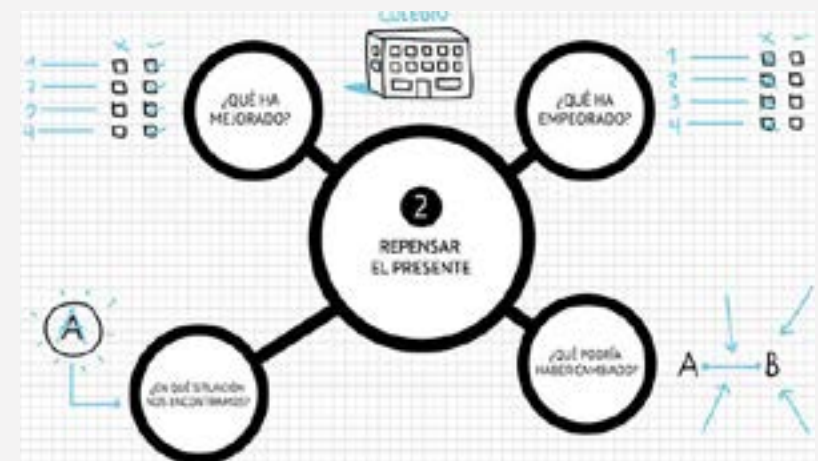 COLEGIO
1
2
3
4
¿QUÉ HA
MEJORADO?
¿QUÉ HA
EMPEORADO?
1
2
3
4
2
REPENSAR
EL PRESENTE
A
¿EN QUÉ SITUACIÓN
NOS ENCONTRAMOS?
¿QUÉ PODRÍA
HABER CAMBIADO?
A
B